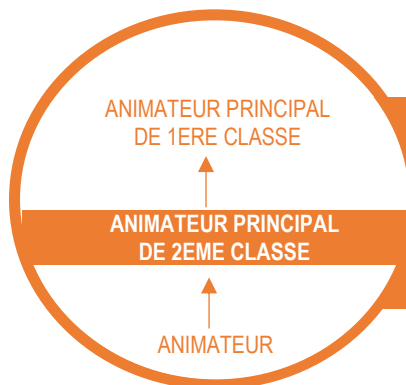 ANIMATEUR PRINCIPAL
DE 1ERE CLASSE
ANIMATEUR PRINCIPAL
DE 2EME CLASSE
ANIMATEUR